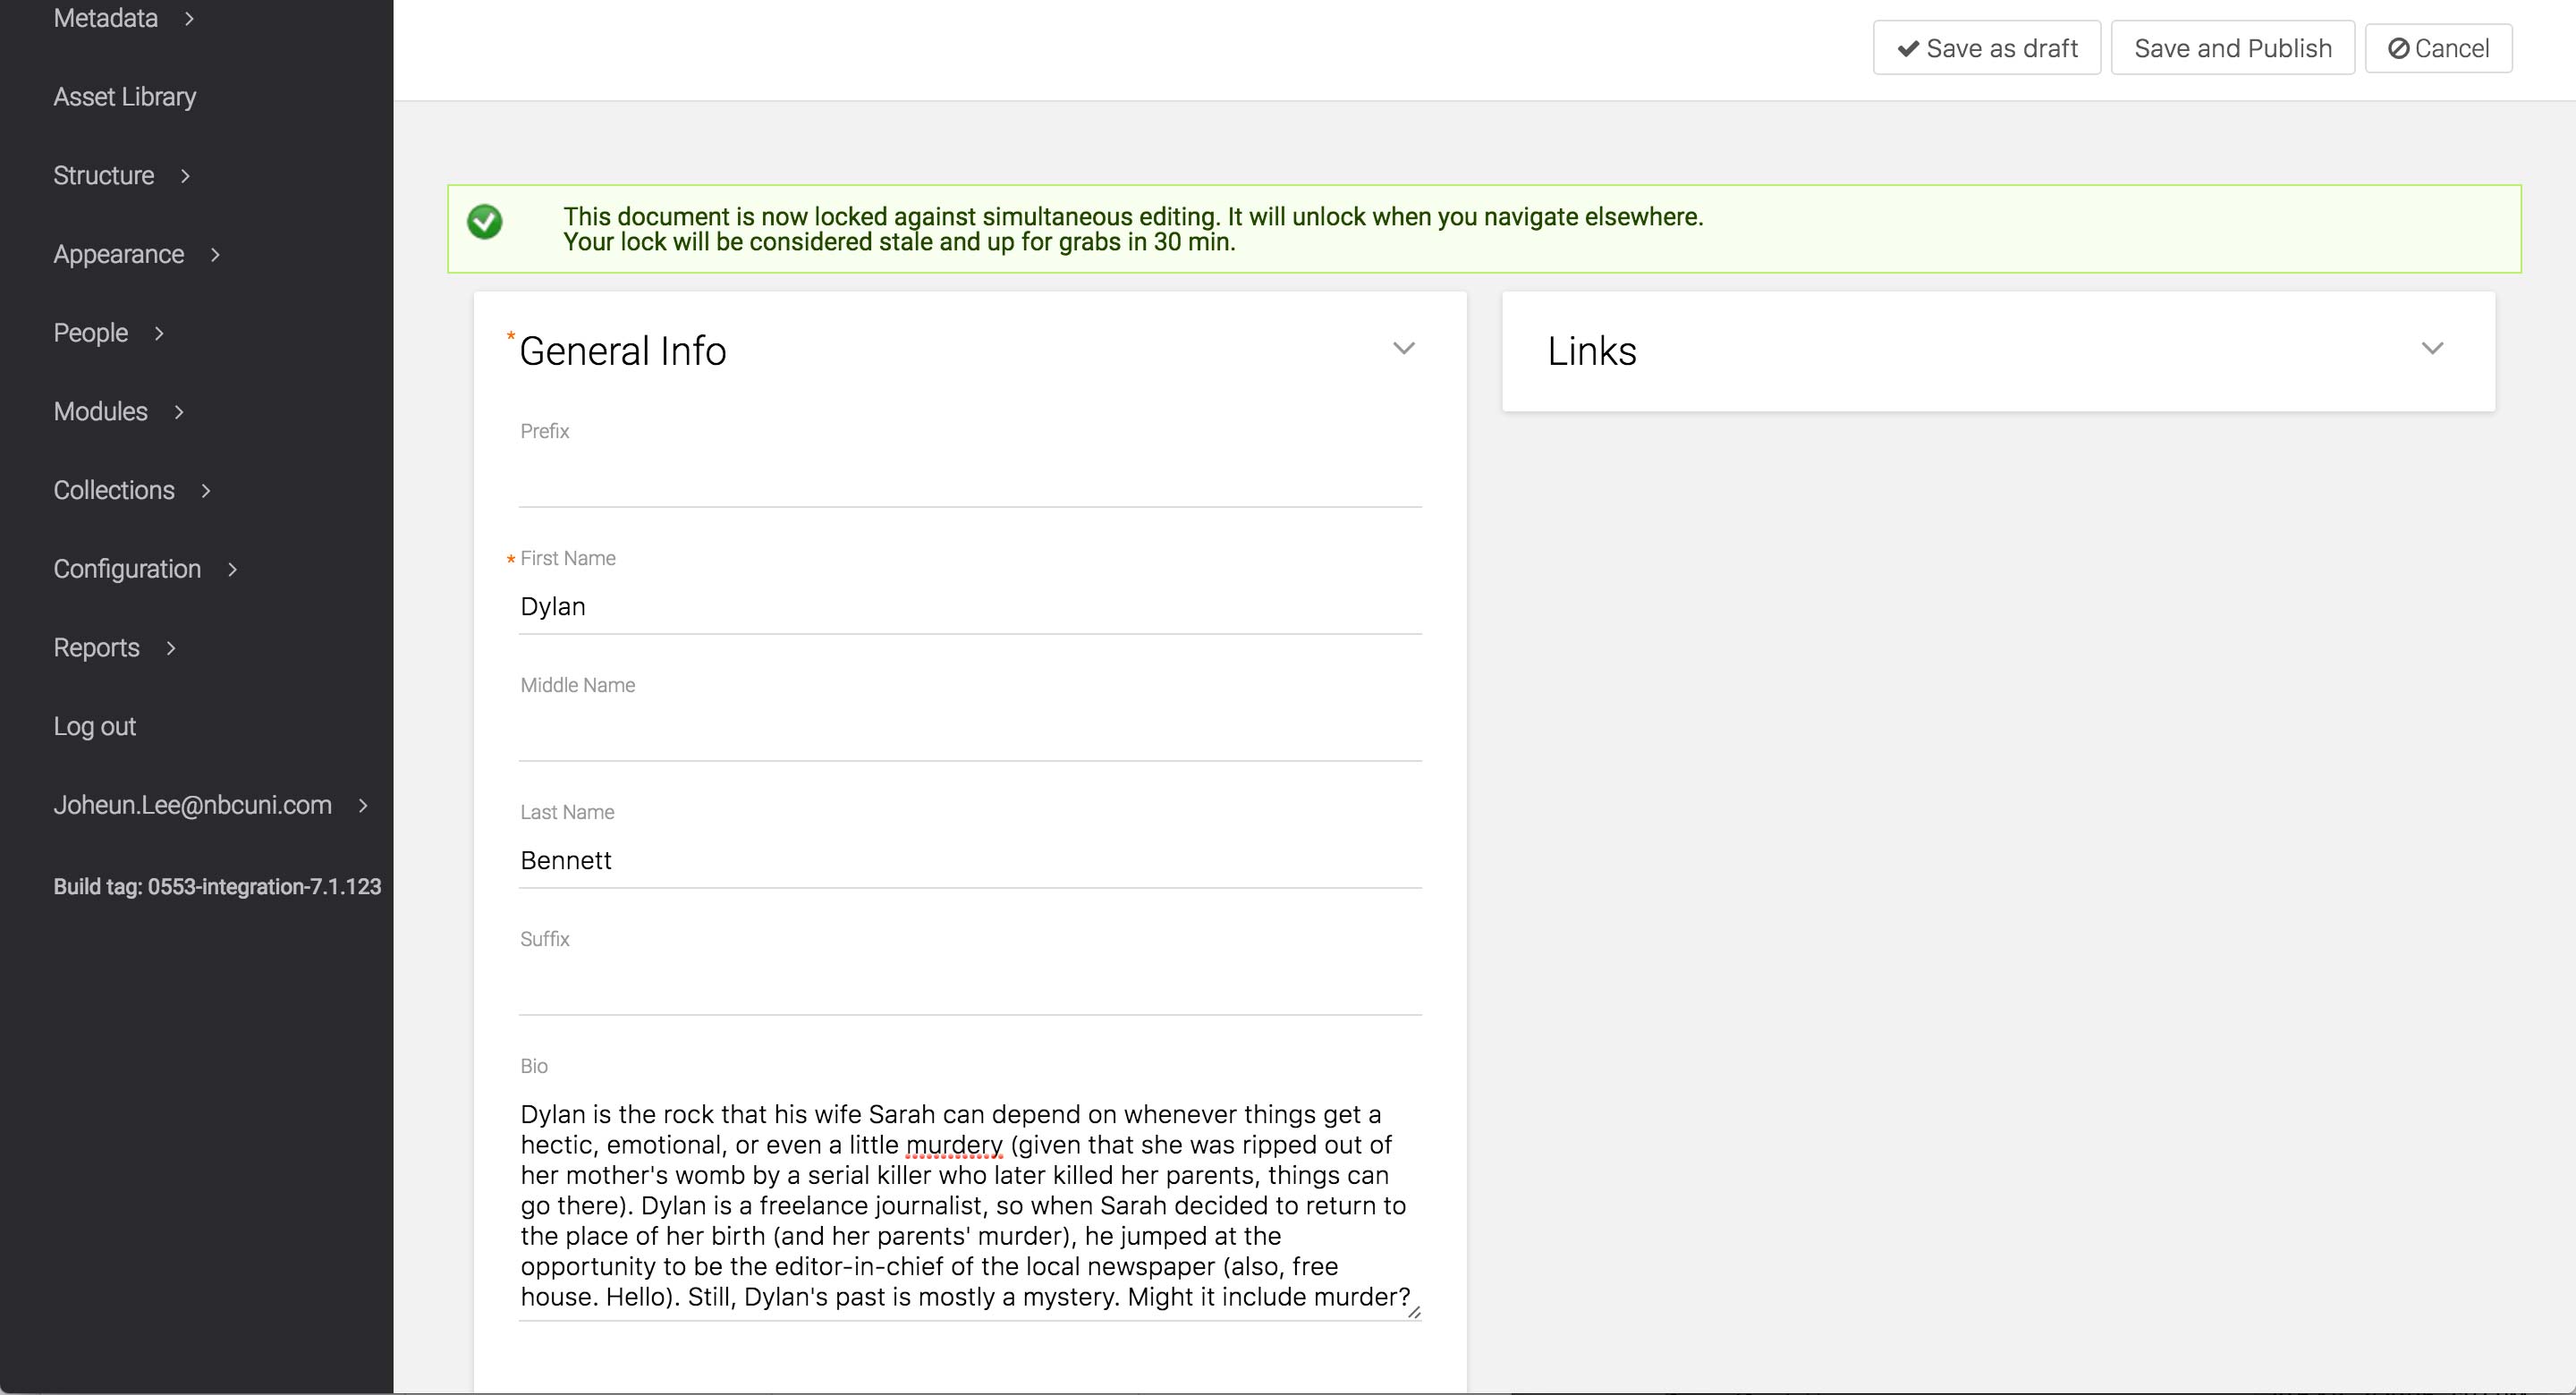 Metadata
Asset Library
Structure
Appearance
People
Modules
Collections
Configuration
Reports
Log out
Joheun.Lee@nbcuni.com
Build tag: 0553-integration-7.1.123
Save as draft
Save and Publish
Cancel
This document is now locked against simultaneous editing. It will unlock when you navigate elsewhere.
Your lock will be considered stale and up for grabs in 30 min.
* General Info
Prefix
* First Name
Dylan
Middle Name
Last Name
Bennett
Suffix
Bio
Dylan is the rock that his wife Sarah can depend on whenever things get a
hectic, emotional, or even a little murdery (given that she was ripped out of
her mother's womb by a serial killer who later killed her parents, things can
go there). Dylan is a freelance journalist, so when Sarah decided to return to
the place of her birth (and her parents' murder), he jumped at the
opportunity to be the editor-in-chief of the local newspaper (also, free
house. Hello). Still, Dylan's past is mostly a mystery. Might it include murder?
Links